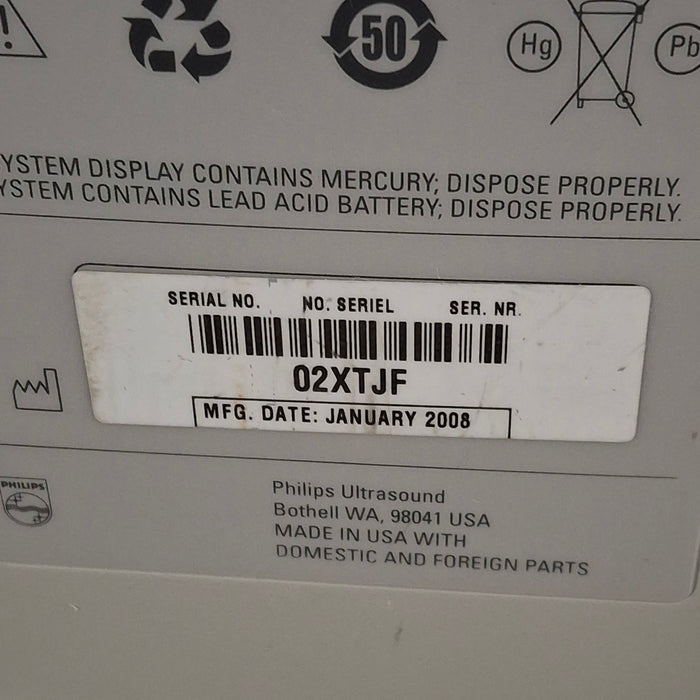 !
50
Hg
Pb
YSTEM DISPLAY CONTAINS MERCURY; DISPOSE PROPERLY.
YSTEM CONTAINS LEAD ACID BATTERY; DISPOSE PROPERLY.
SERIAL NO. NO. SERIEL SER. NR.
02XTJF
MFG. DATE: JANUARY 2008
PHILIPS
Philips Ultrasound
Bothell WA, 98041 USA
MADE IN USA WITH
DOMESTIC AND FOREIGN PARTS